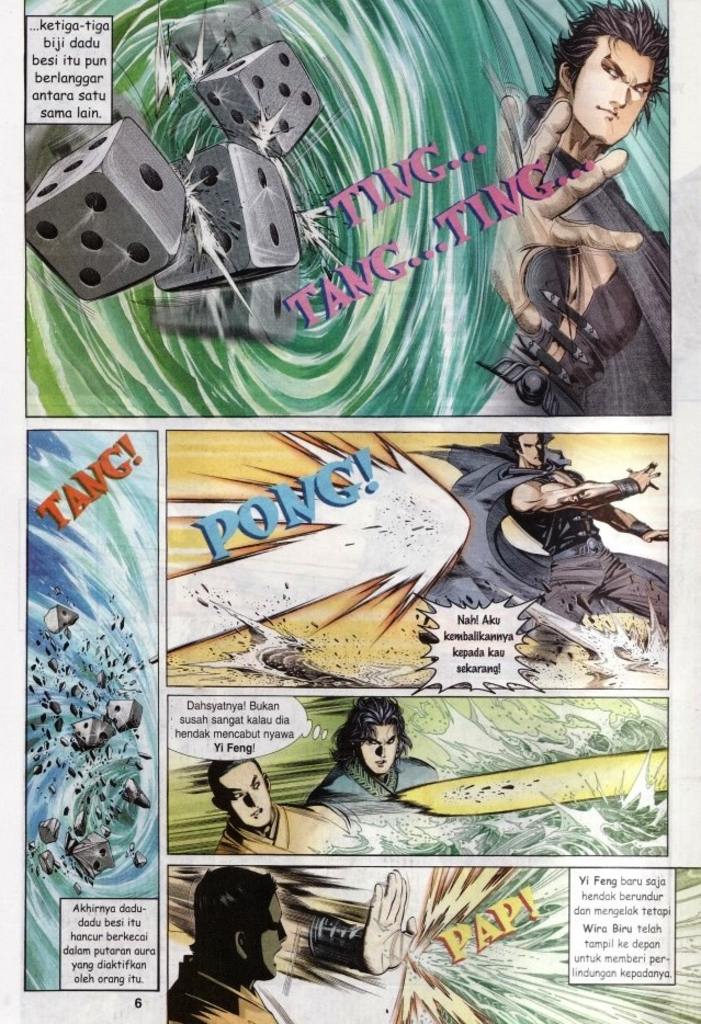 ...ketiga-tiga
biji dadu
besi itu pun
berlanggar
antara satu
sama lain.
TING...
TANG...TING...
TANG!
Akhirnya dadu-
dadu besi itu
hancur berkecai
dalam putaran aura
yang diaktifkan
oleh orang itu.
PONG!
Nah! Aku
kembalikannya
kepada kau
sekarang!
Dahsyatnya! Bukan
susah sangat kalau dia
hendak mencabut nyawa
Yi Feng!
PAP!
Yi Feng baru saja
hendak berundur
dan mengelak tetapi
Wira Biru telah
tampil ke depan
untuk memberi per-
lindungan kepadanya.
6